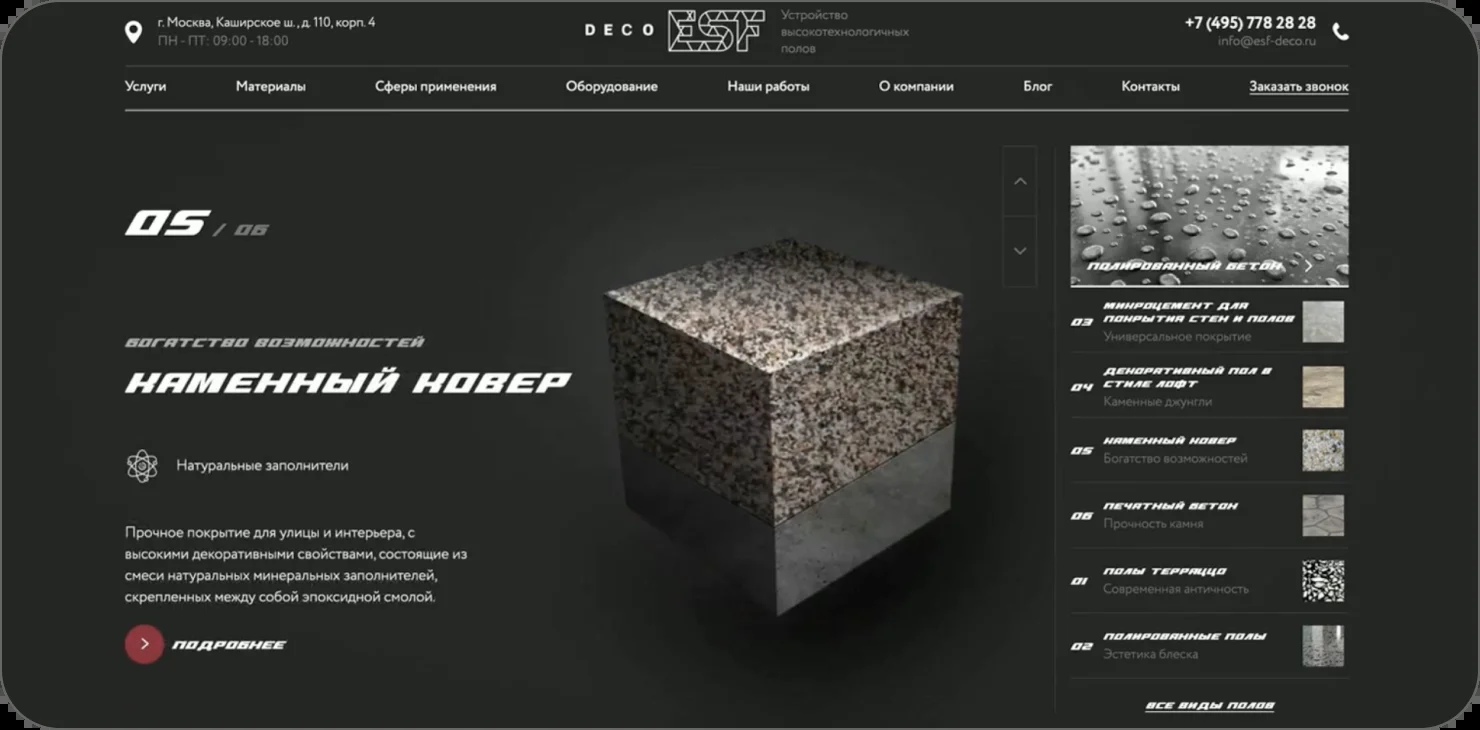 г. Москва, Каширское ш., д. 110, корп. 4
ПН - ПТ: 09:00 - 18:00
DECO ESF
Устройство
высокотехнологичных
полов
+7 (495) 778 28 28
info@esf-deco.ru
Услуги Материалы Сферы применения Оборудование Наши работы О компании Блог Контакты Заказать звонок
05 / 06
БОГАТСТВО ВОЗМОЖНОСТЕЙ
КАМЕННЫЙ КОВЕР
Натуральные заполнители
Прочное покрытие для улицы и интерьера, с
высокими декоративными свойствами, состоящие из
смеси натуральных минеральных заполнителей,
скрепленных между собой эпоксидной смолой.
ПОДРОБНЕЕ
ПОЛИРОВАННЫЙ БЕТОН
03 МИКРОЦЕМЕНТ ДЛЯ
ПОКРЫТИЯ СТЕН И ПОЛОВ
Универсальное покрытие
04 ДЕКОРАТИВНЫЙ ПОЛ В
СТИЛЕ ЛОФТ
Каменные джунгли
05 КАМЕННЫЙ КОВЕР
Богатство возможностей
06 ПЕЧАТНЫЙ БЕТОН
Прочность камня
01 ПОЛЫ ТЕРРАЦЦО
Современная античность
02 ПОЛИРОВАННЫЕ ПОЛЫ
Эстетика блеска
ВСЕ ВИДЫ ПОЛОВ